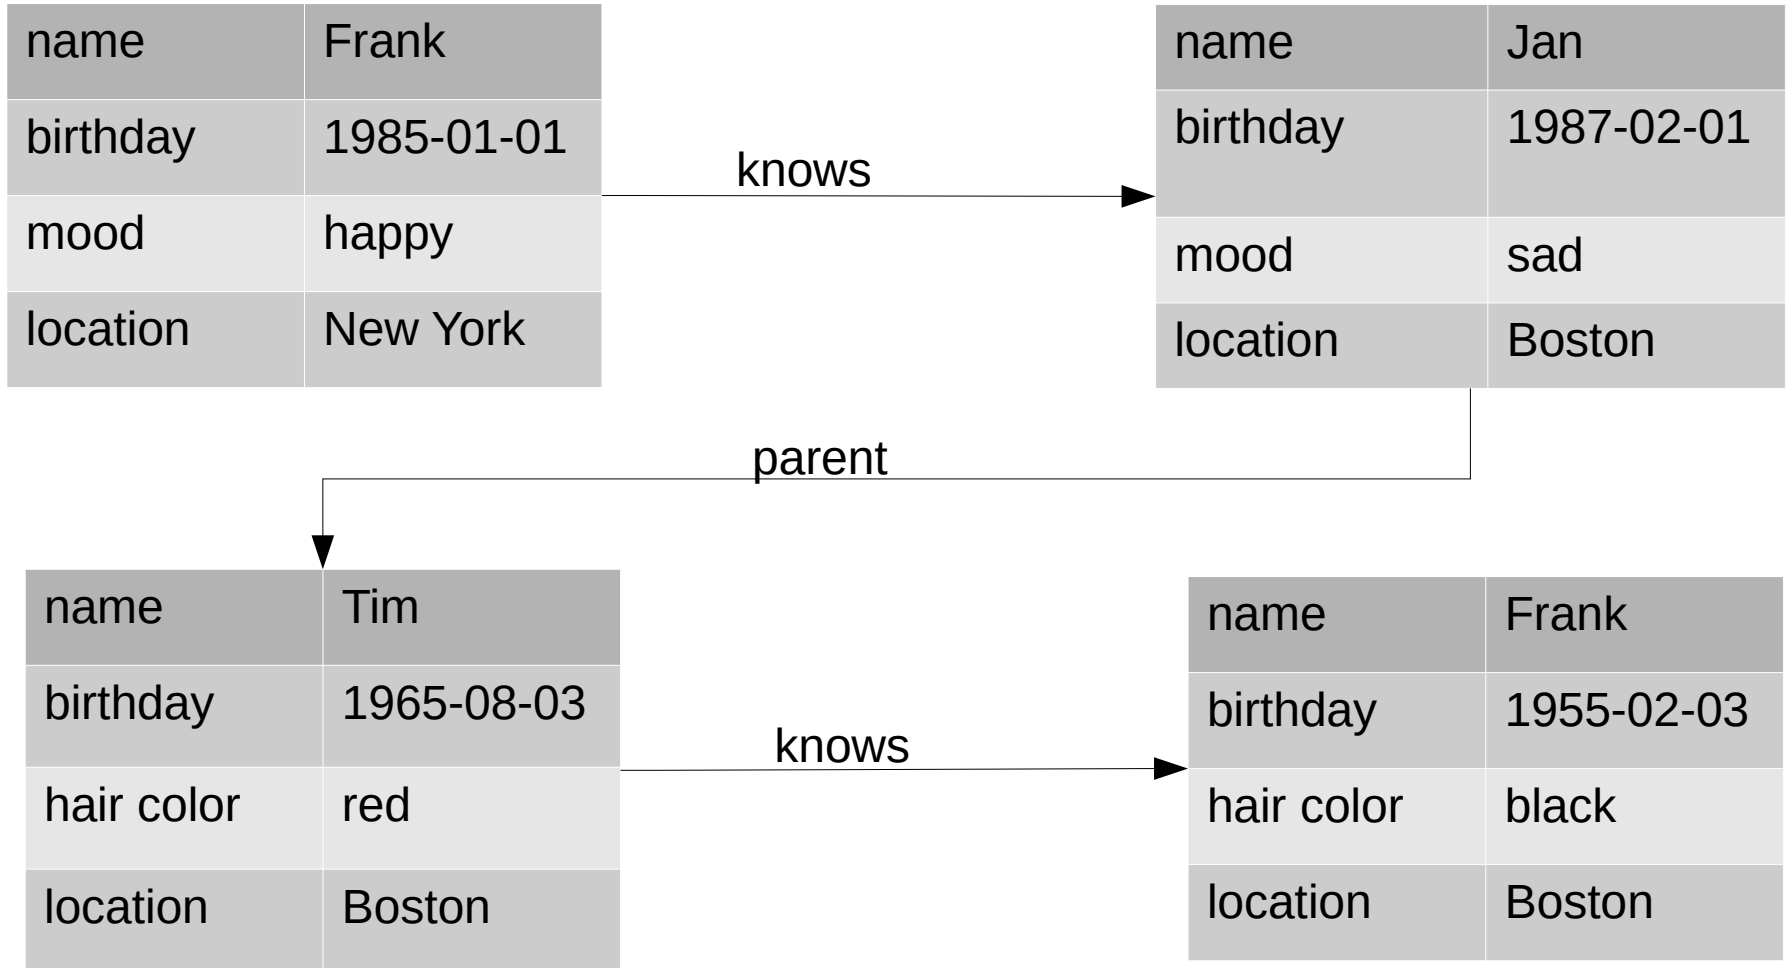 name Frank
birthday 1985-01-01
mood happy
location New York
knows
name Jan
birthday 1987-02-01
mood sad
location Boston
parent
name Tim
birthday 1965-08-03
hair color red
location Boston
knows
name Frank
birthday 1955-02-03
hair color black
location Boston